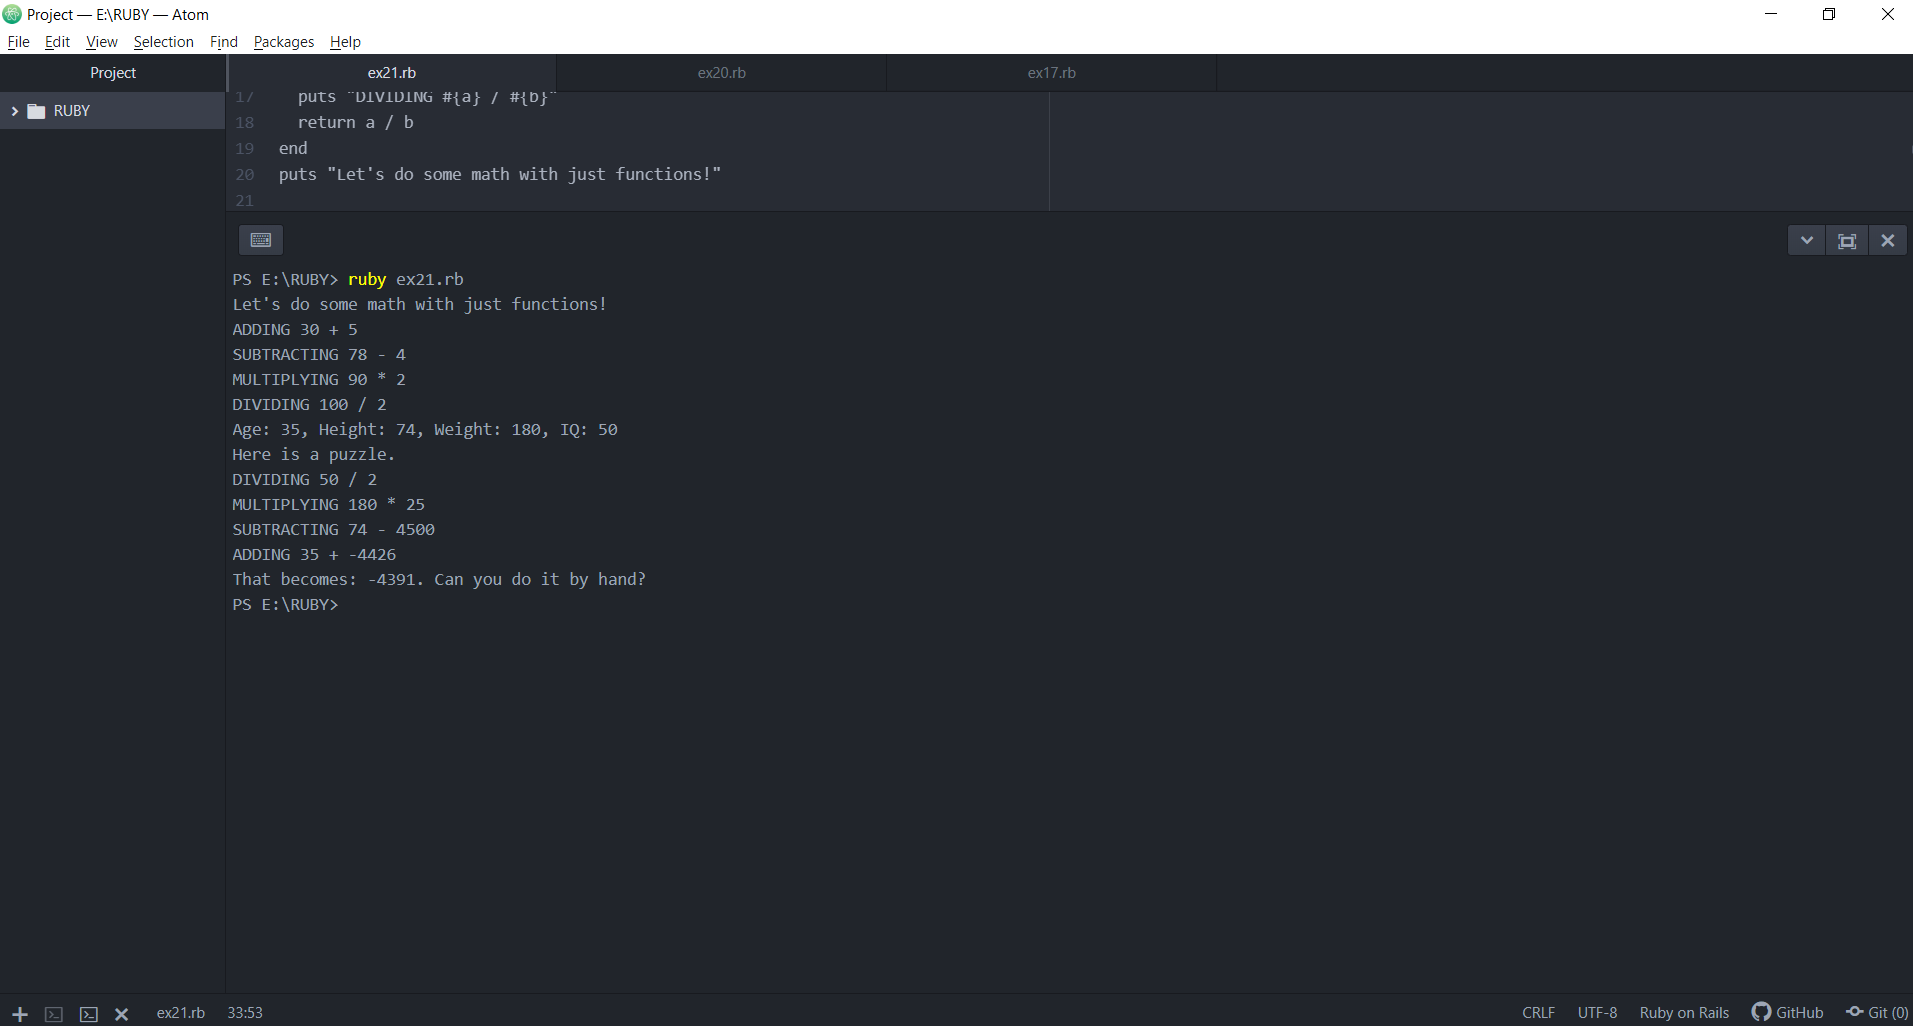 Project — E:\RUBY — Atom
File Edit View Selection Find Packages Help
Project
ex21.rb ex20.rb ex17.rb
RUBY
17 puts "DIVIDING #{a} / #{b}"
18 return a / b
19 end
20 puts "Let's do some math with just functions!"
21
PS E:\RUBY> ruby ex21.rb
Let's do some math with just functions!
ADDING 30 + 5
SUBTRACTING 78 - 4
MULTIPLYING 90 * 2
DIVIDING 100 / 2
Age: 35, Height: 74, Weight: 180, IQ: 50
Here is a puzzle.
DIVIDING 50 / 2
MULTIPLYING 180 * 25
SUBTRACTING 74 - 4500
ADDING 35 + -4426
That becomes: -4391. Can you do it by hand?
PS E:\RUBY>
ex21.rb 33:53 CRLF UTF-8 Ruby on Rails GitHub Git (0)